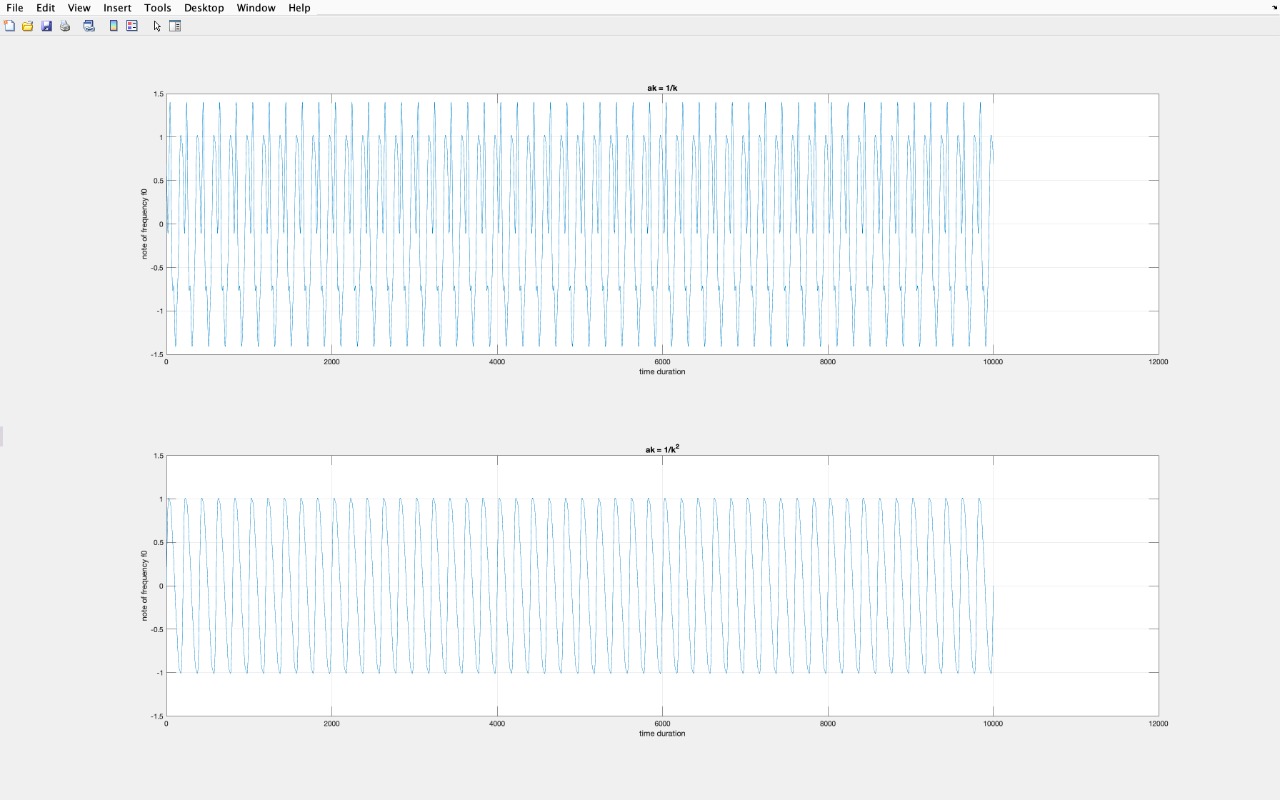 File Edit View Insert Tools Desktop Window Help
ak = 1/k
1.5
1
0.5
0
-0.5
-1
-1.5
note of frequency f0
0 2000 4000 6000 8000 10000 12000
time duration
ak = 1/k²
1.5
1
0.5
0
-0.5
-1
-1.5
note of frequency f0
0 2000 4000 6000 8000 10000 12000
time duration